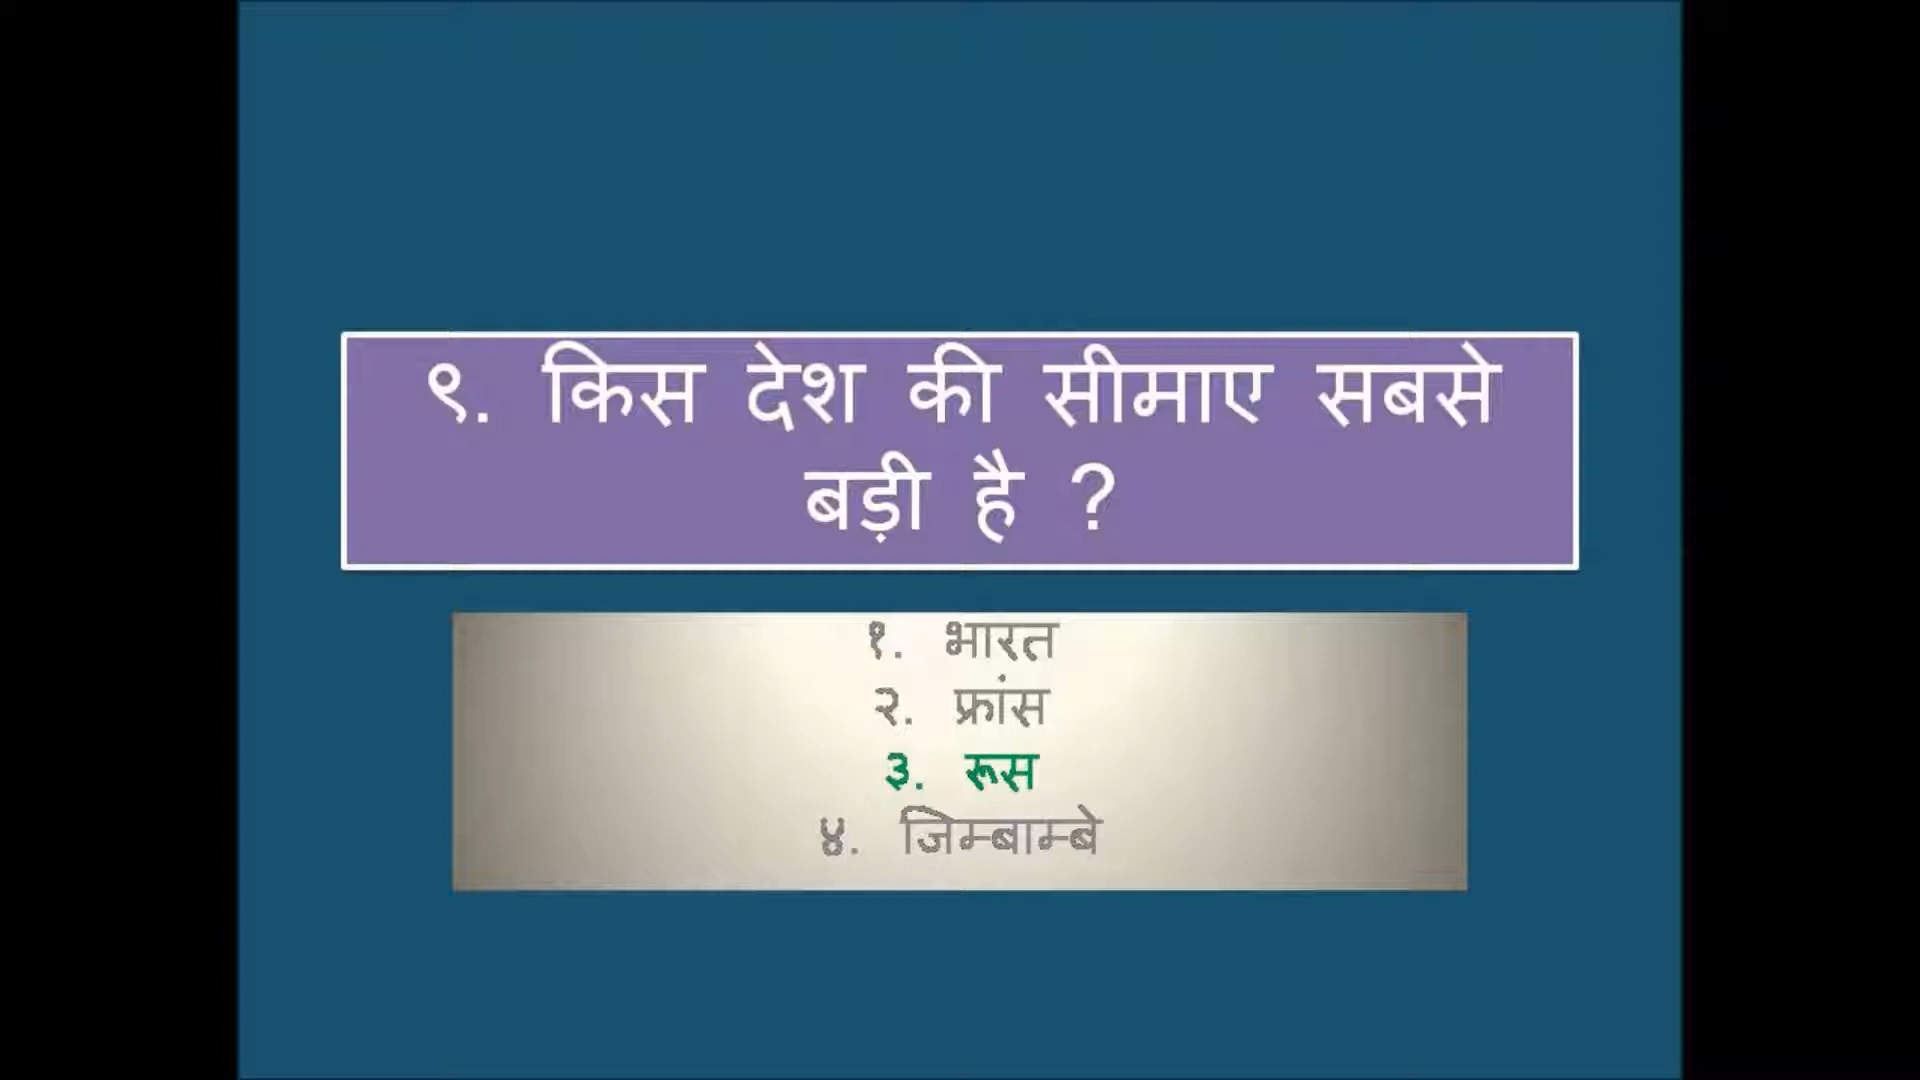 ९. किस देश की सीमाए सबसे
बड़ी है ?
१. भारत
२. फ्रांस
३. रूस
४. जिम्बाम्बे